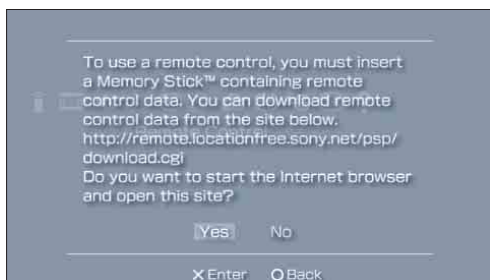 To use a remote control, you must insert
a Memory Stick™ containing remote
control data. You can download remote
control data from the site below.
http://remote.locationfree.sony.net/psp/
download.cgi
Do you want to start the Internet browser
and open this site?
Yes No
X Enter O Back